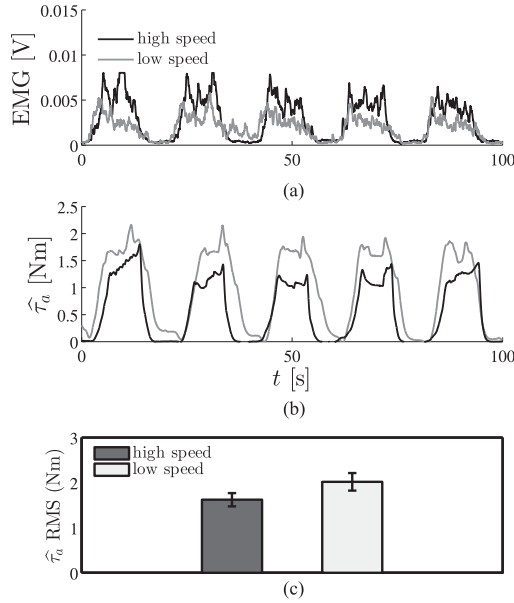 0.015
0.01
0.005
0
EMG [V]
high speed
low speed
0 50 100
(a)
2.5
2
1.5
1
0.5
0
τ̂ₐ [Nm]
0 50 100
t [s]
(b)
3
2
1
0
τ̂ₐ RMS (Nm)
high speed
low speed
(c)